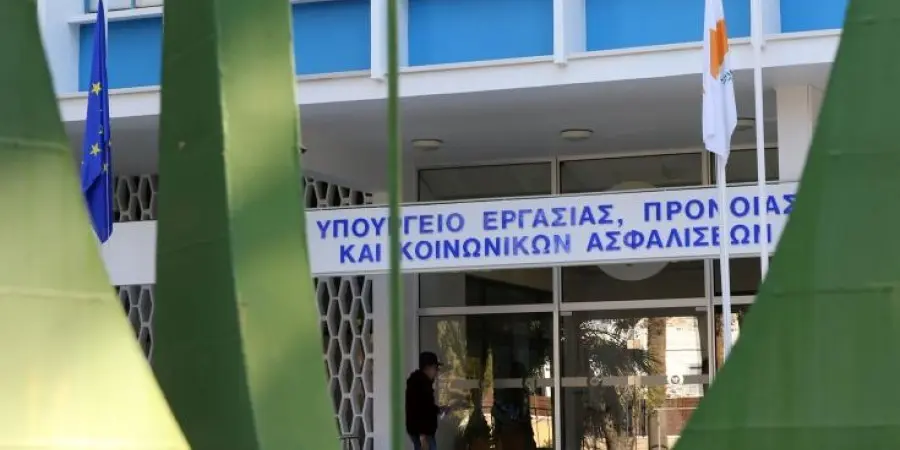 ΥΠΟΥΡΓΕΙΟ ΕΡΓΑΣΙΑΣ, ΠΡΟΝΟΙΑΣ
ΚΑΙ ΚΟΙΝΩΝΙΚΩΝ ΑΣΦΑΛΙΣΕΩΝ